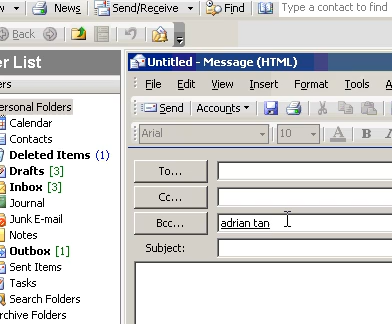 News Send/Receive Find Type a contact to find
Back
Untitled - Message (HTML)
er List
File Edit View Insert Format Tools A
ers
Send Accounts
ersonal Folders
Calendar
Arial 10 A B I
Contacts
Deleted Items (1)
To...
Drafts [3]
Inbox [3]
Cc...
Journal
Junk E-mail
Bcc... adrian tan
Notes
Outbox [1]
Subject:
Sent Items
Tasks
Search Folders
rchive Folders